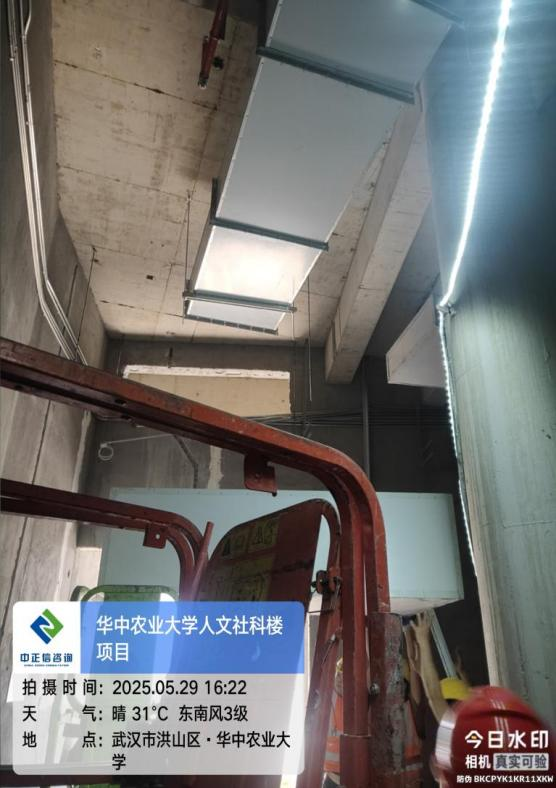 中正信咨询
华中农业大学人文社科楼
项目
拍摄时间：2025.05.29 16:22
天气：晴 31℃ 东南风3级
地点：武汉市洪山区·华中农业大
学
今日水印
相机 真实可验
防伪 BKCPYK1KR11XKW